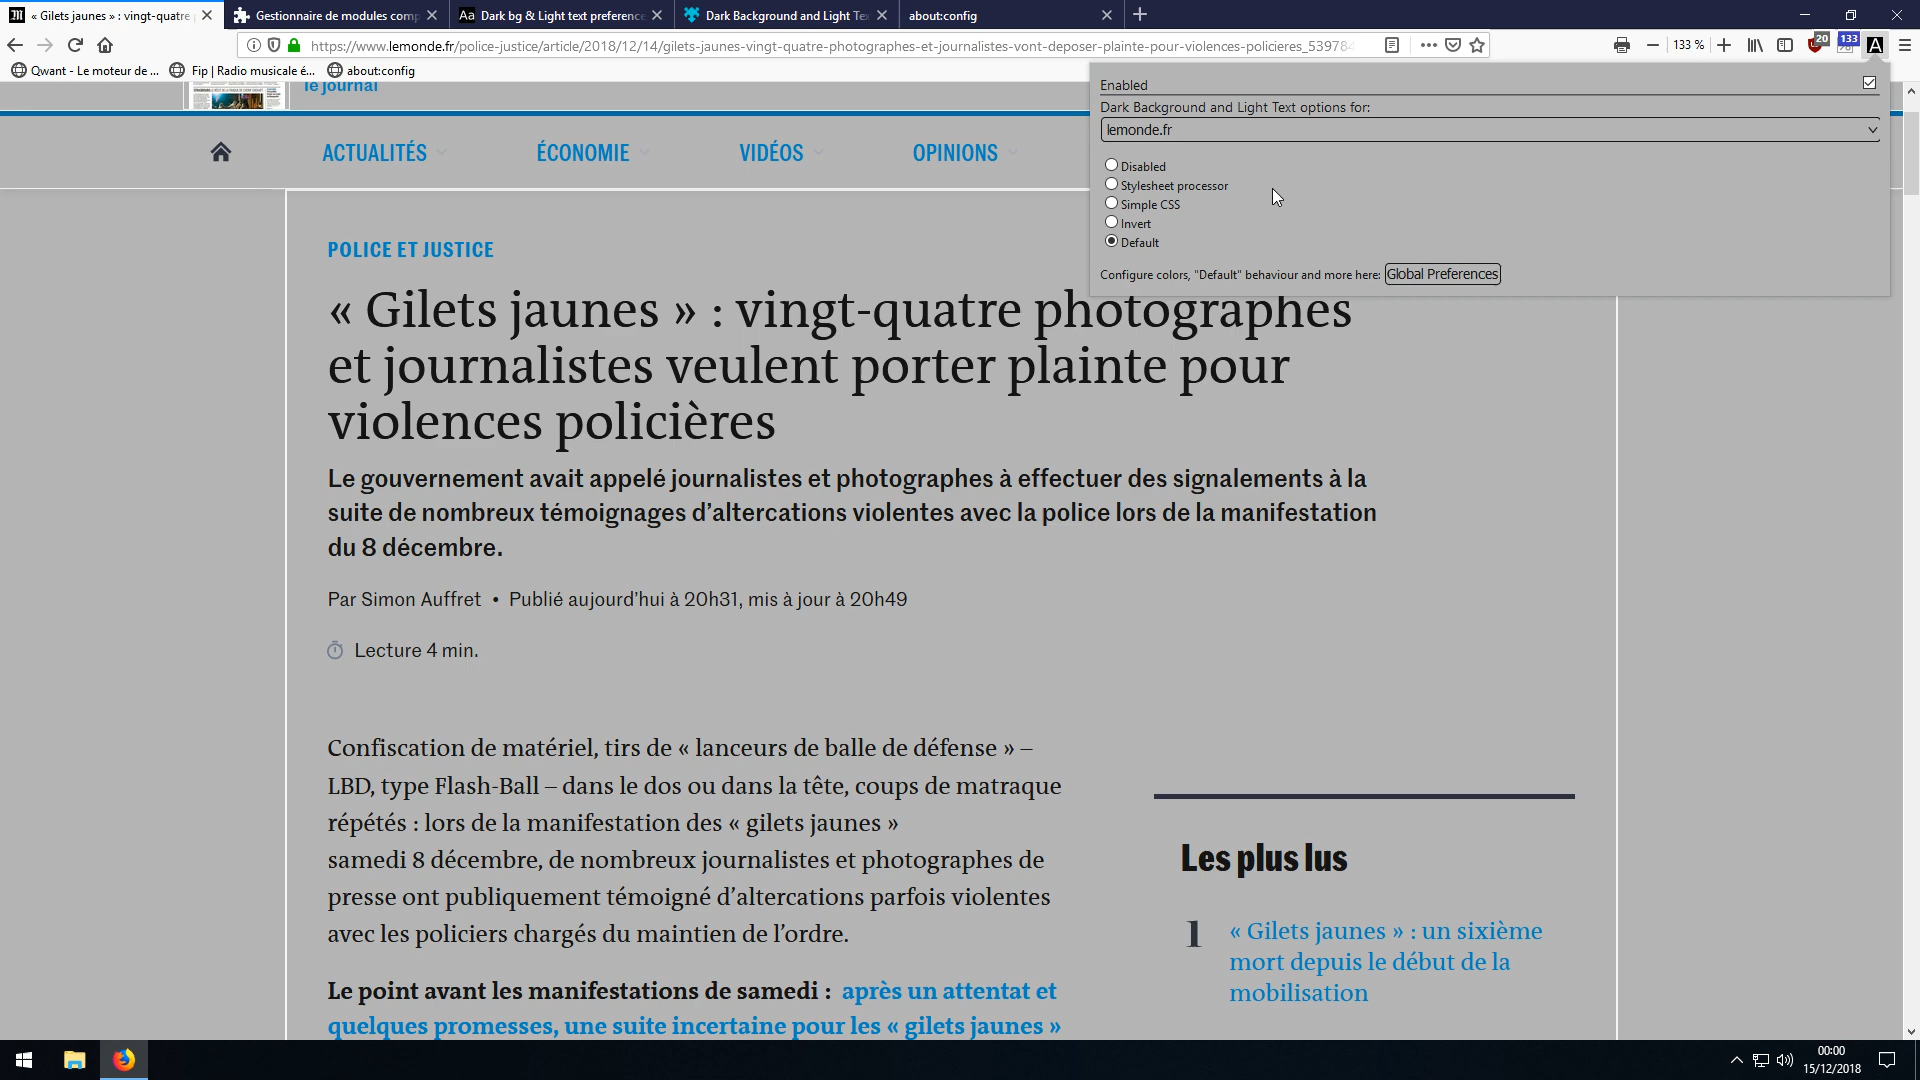 « Gilets jaunes » : vingt-quatre
Gestionnaire de modules comp
Aa Dark bg & Light text preference
Dark Background and Light Te
about:config
https://www.lemonde.fr/police-justice/article/2018/12/14/gilets-jaunes-vingt-quatre-photographes-et-journalistes-vont-deposer-plainte-pour-violences-policieres_539784
133 %
20
133
A
Qwant - Le moteur de ...
Fip | Radio musicale é...
about:config
le journal
Enabled
Dark Background and Light Text options for:
lemonde.fr
Disabled
Stylesheet processor
Simple CSS
Invert
Default
Configure colors, "Default" behaviour and more here: Global Preferences
ACTUALITÉS
ÉCONOMIE
VIDÉOS
OPINIONS
POLICE ET JUSTICE
« Gilets jaunes » : vingt-quatre photographes
et journalistes veulent porter plainte pour
violences policières
Le gouvernement avait appelé journalistes et photographes à effectuer des signalements à la
suite de nombreux témoignages d’altercations violentes avec la police lors de la manifestation
du 8 décembre.
Par Simon Auffret • Publié aujourd’hui à 20h31, mis à jour à 20h49
Lecture 4 min.
Confiscation de matériel, tirs de « lanceurs de balle de défense » –
LBD, type Flash-Ball – dans le dos ou dans la tête, coups de matraque
répétés : lors de la manifestation des « gilets jaunes »
samedi 8 décembre, de nombreux journalistes et photographes de
presse ont publiquement témoigné d’altercations parfois violentes
avec les policiers chargés du maintien de l’ordre.
Le point avant les manifestations de samedi : après un attentat et
quelques promesses, une suite incertaine pour les « gilets jaunes »
Les plus lus
1
« Gilets jaunes » : un sixième
mort depuis le début de la
mobilisation
00:00
15/12/2018